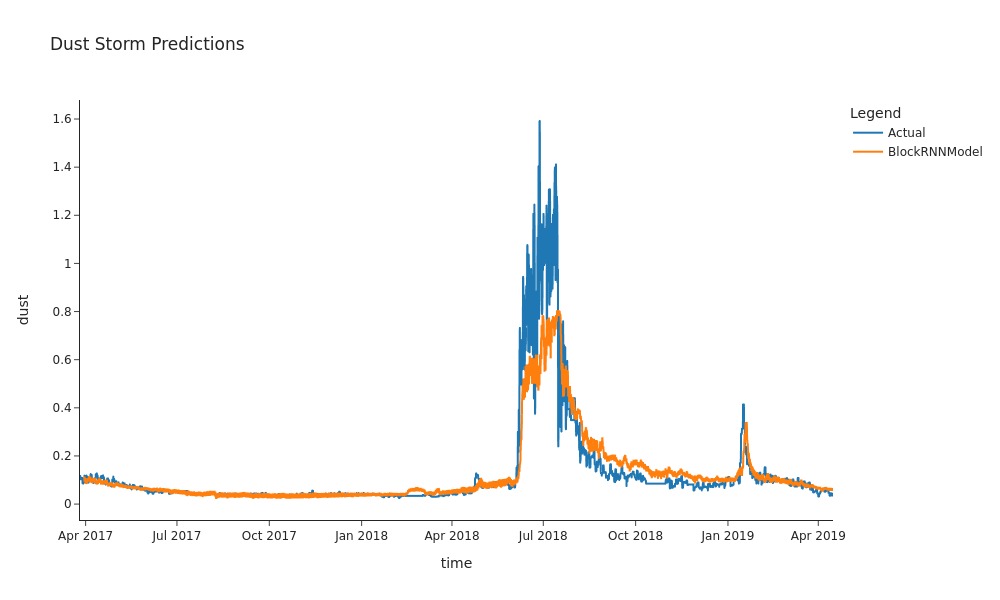 Dust Storm Predictions
Legend
Actual
BlockRNNModel
1.6
1.4
1.2
1
0.8
0.6
0.4
0.2
0
dust
Apr 2017
Jul 2017
Oct 2017
Jan 2018
Apr 2018
Jul 2018
Oct 2018
Jan 2019
Apr 2019
time